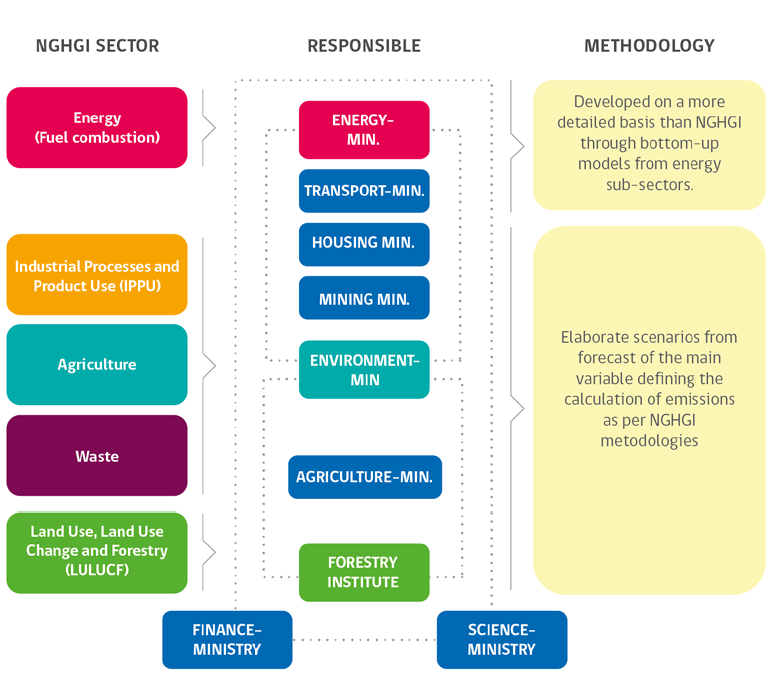 NGHGI SECTOR
RESPONSIBLE
METHODOLOGY
Energy
(Fuel combustion)
Industrial Processes and
Product Use (IPPU)
Agriculture
Waste
Land Use, Land Use
Change and Forestry
(LULUCF)
ENERGY–
MIN.
TRANSPORT–MIN.
HOUSING MIN.
MINING MIN.
ENVIRONMENT–
MIN
AGRICULTURE–MIN.
FORESTRY
INSTITUTE
FINANCE–
MINISTRY
SCIENCE–
MINISTRY
Developed on a more
detailed basis than NGHGI
through bottom–up
models from energy
sub-sectors.
Elaborate scenarios from
forecast of the main
variable defining the
calculation of emissions
as per NGHGI
metodologies